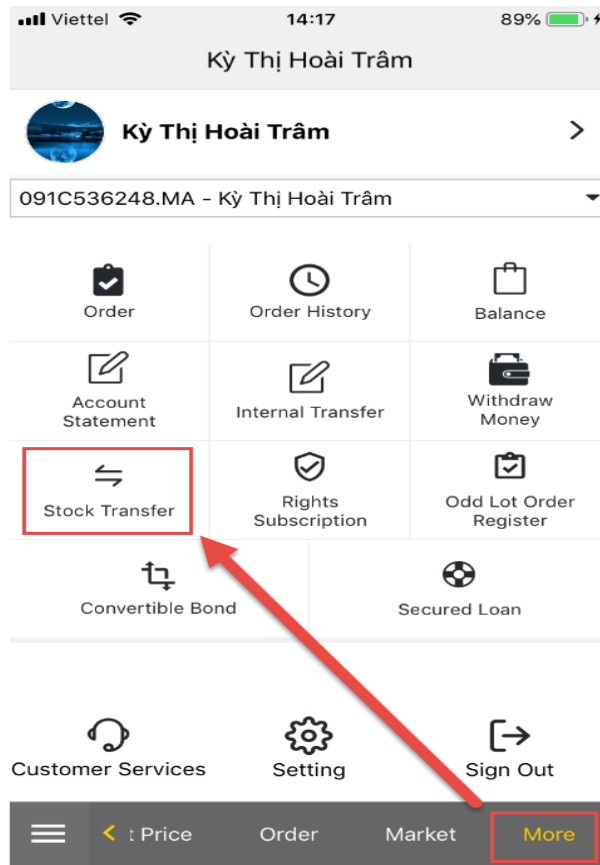 Viettel 14:17 89%
Kỳ Thị Hoài Trâm
Kỳ Thị Hoài Trâm
091C536248.MA - Kỳ Thị Hoài Trâm
Order Order History Balance
Account
Statement
Internal Transfer
Withdraw
Money
Stock Transfer
Rights
Subscription
Odd Lot Order
Register
Convertible Bond Secured Loan
Customer Services Setting Sign Out
t Price Order Market More